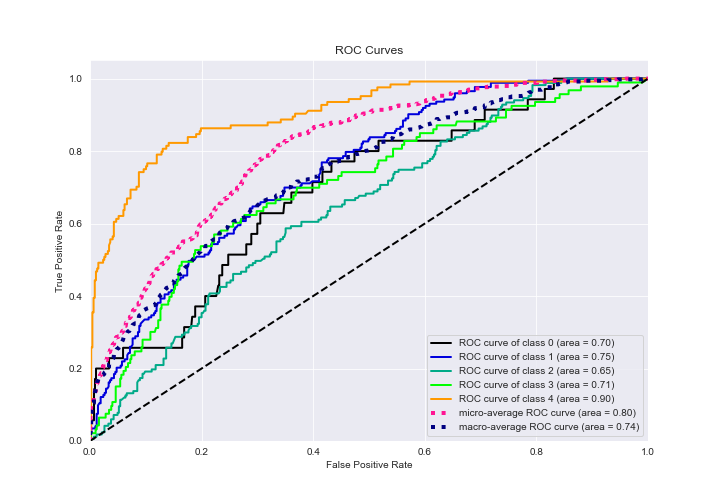 ROC Curves
1.0
0.8
0.6
0.4
0.2
0.0
True Positive Rate
0.0 0.2 0.4 0.6 0.8 1.0
False Positive Rate
ROC curve of class 0 (area = 0.70)
ROC curve of class 1 (area = 0.75)
ROC curve of class 2 (area = 0.65)
ROC curve of class 3 (area = 0.71)
ROC curve of class 4 (area = 0.90)
micro-average ROC curve (area = 0.80)
macro-average ROC curve (area = 0.74)